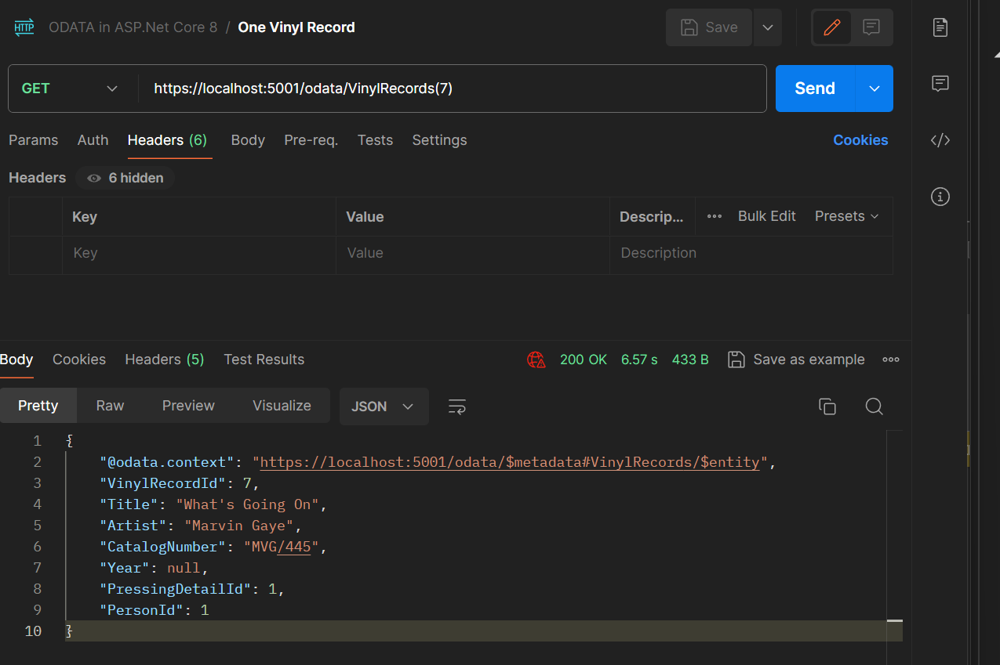 HTTP ODATA in ASP.Net Core 8 / One Vinyl Record Save
GET https://localhost:5001/odata/VinylRecords(7) Send
Params Auth Headers (6) Body Pre-req. Tests Settings Cookies
Headers 6 hidden
Key Value Descrip... ••• Bulk Edit Presets
Key Value Description
Body Cookies Headers (5) Test Results 200 OK 6.57 s 433 B Save as example
Pretty Raw Preview Visualize JSON
1 {
2 "@odata.context": "https://localhost:5001/odata/$metadata#VinylRecords/$entity",
3 "VinylRecordId": 7,
4 "Title": "What's Going On",
5 "Artist": "Marvin Gaye",
6 "CatalogNumber": "MVG/445",
7 "Year": null,
8 "PressingDetailId": 1,
9 "PersonId": 1
10 }